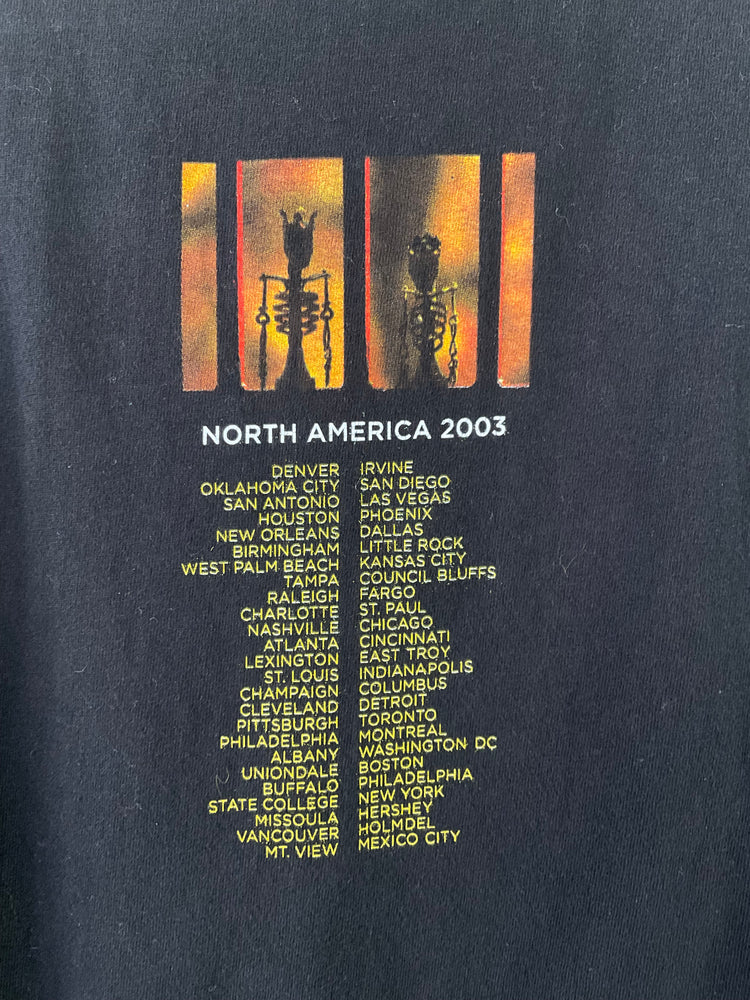 NORTH AMERICA 2003
DENVER
OKLAHOMA CITY
SAN ANTONIO
HOUSTON
NEW ORLEANS
BIRMINGHAM
WEST PALM BEACH
TAMPA
RALEIGH
CHARLOTTE
NASHVILLE
ATLANTA
LEXINGTON
ST. LOUIS
CHAMPAIGN
CLEVELAND
PITTSBURGH
PHILADELPHIA
ALBANY
UNIONDALE
BUFFALO
STATE COLLEGE
MISSOULA
VANCOUVER
MT. VIEW
IRVINE
SAN DIEGO
LAS VEGAS
PHOENIX
DALLAS
LITTLE ROCK
KANSAS CITY
COUNCIL BLUFFS
FARGO
ST. PAUL
CHICAGO
CINCINNATI
EAST TROY
INDIANAPOLIS
COLUMBUS
DETROIT
TORONTO
MONTREAL
WASHINGTON DC
BOSTON
PHILADELPHIA
NEW YORK
HERSHEY
HOLMDEL
MEXICO CITY